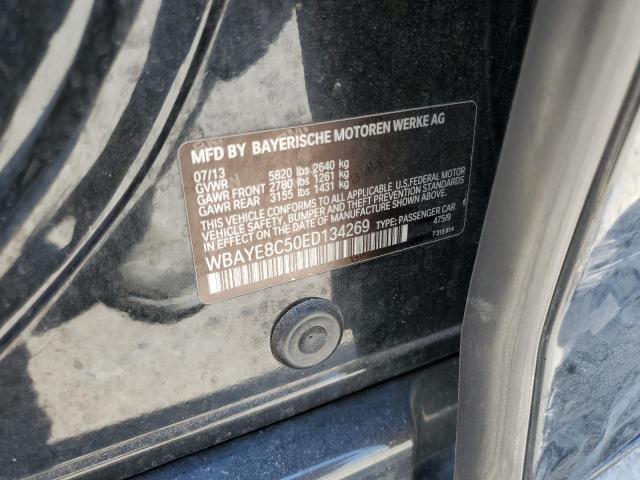 MFD BY BAYERISCHE MOTOREN WERKE AG
07/13
GVWR 5820 lbs 2640 kg
GAWR FRONT 2780 lbs 1261 kg
GAWR REAR 3155 lbs 1431 kg
THIS VEHICLE CONFORMS TO ALL APPLICABLE U.S. FEDERAL MOTOR
VEHICLE SAFETY, BUMPER AND THEFT PREVENTION STANDARDS
IN EFFECT ON THE DATE OF MANUFACTURE SHOWN ABOVE.
WBAYE8C50ED134269 TYPE: PASSENGER CAR
475/9
7315814